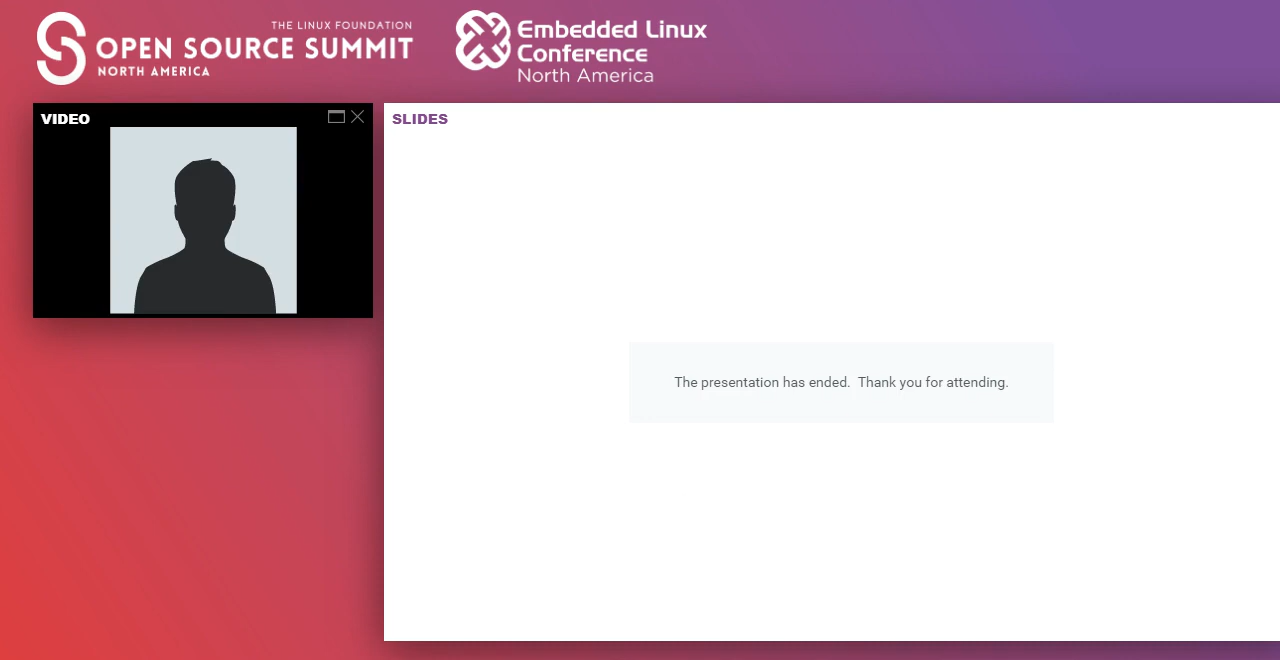 THE LINUX FOUNDATION
OPEN SOURCE SUMMIT
NORTH AMERICA
Embedded Linux
Conference
North America
VIDEO
SLIDES
The presentation has ended.  Thank you for attending.